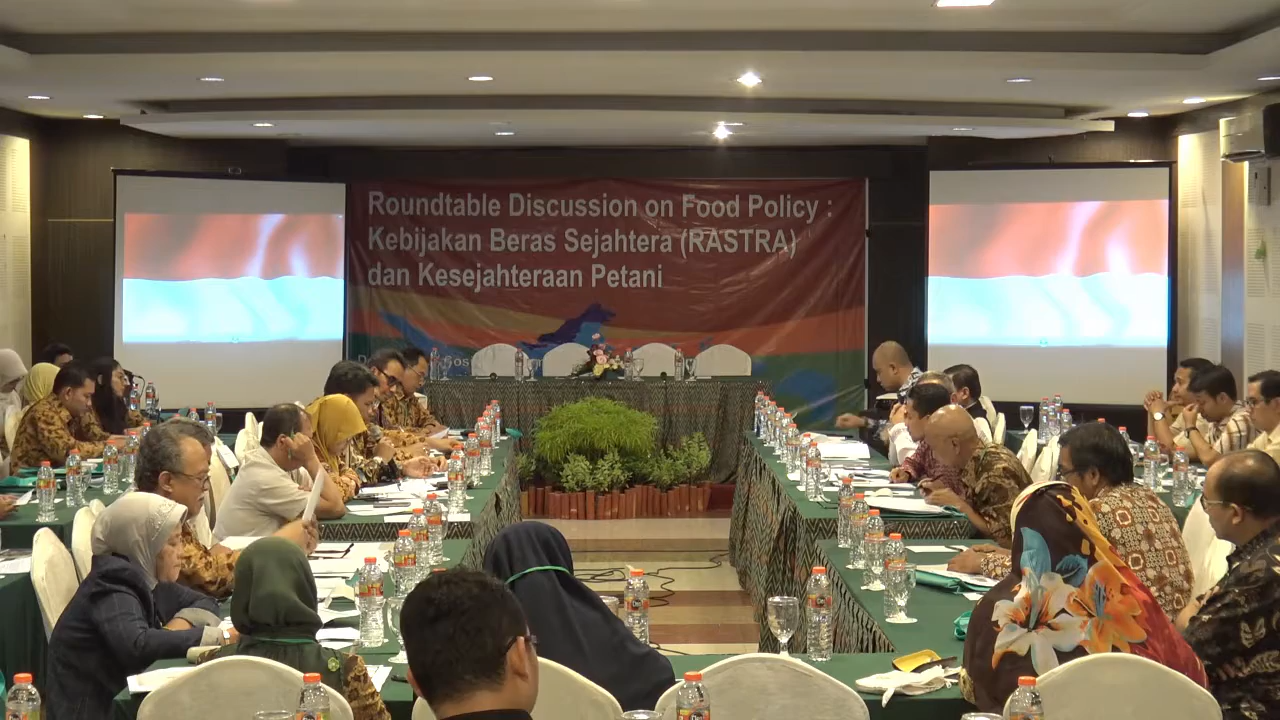 Roundtable Discussion on Food Policy :
Kebijakan Beras Sejahtera (RASTRA)
dan Kesejahteraan Petani